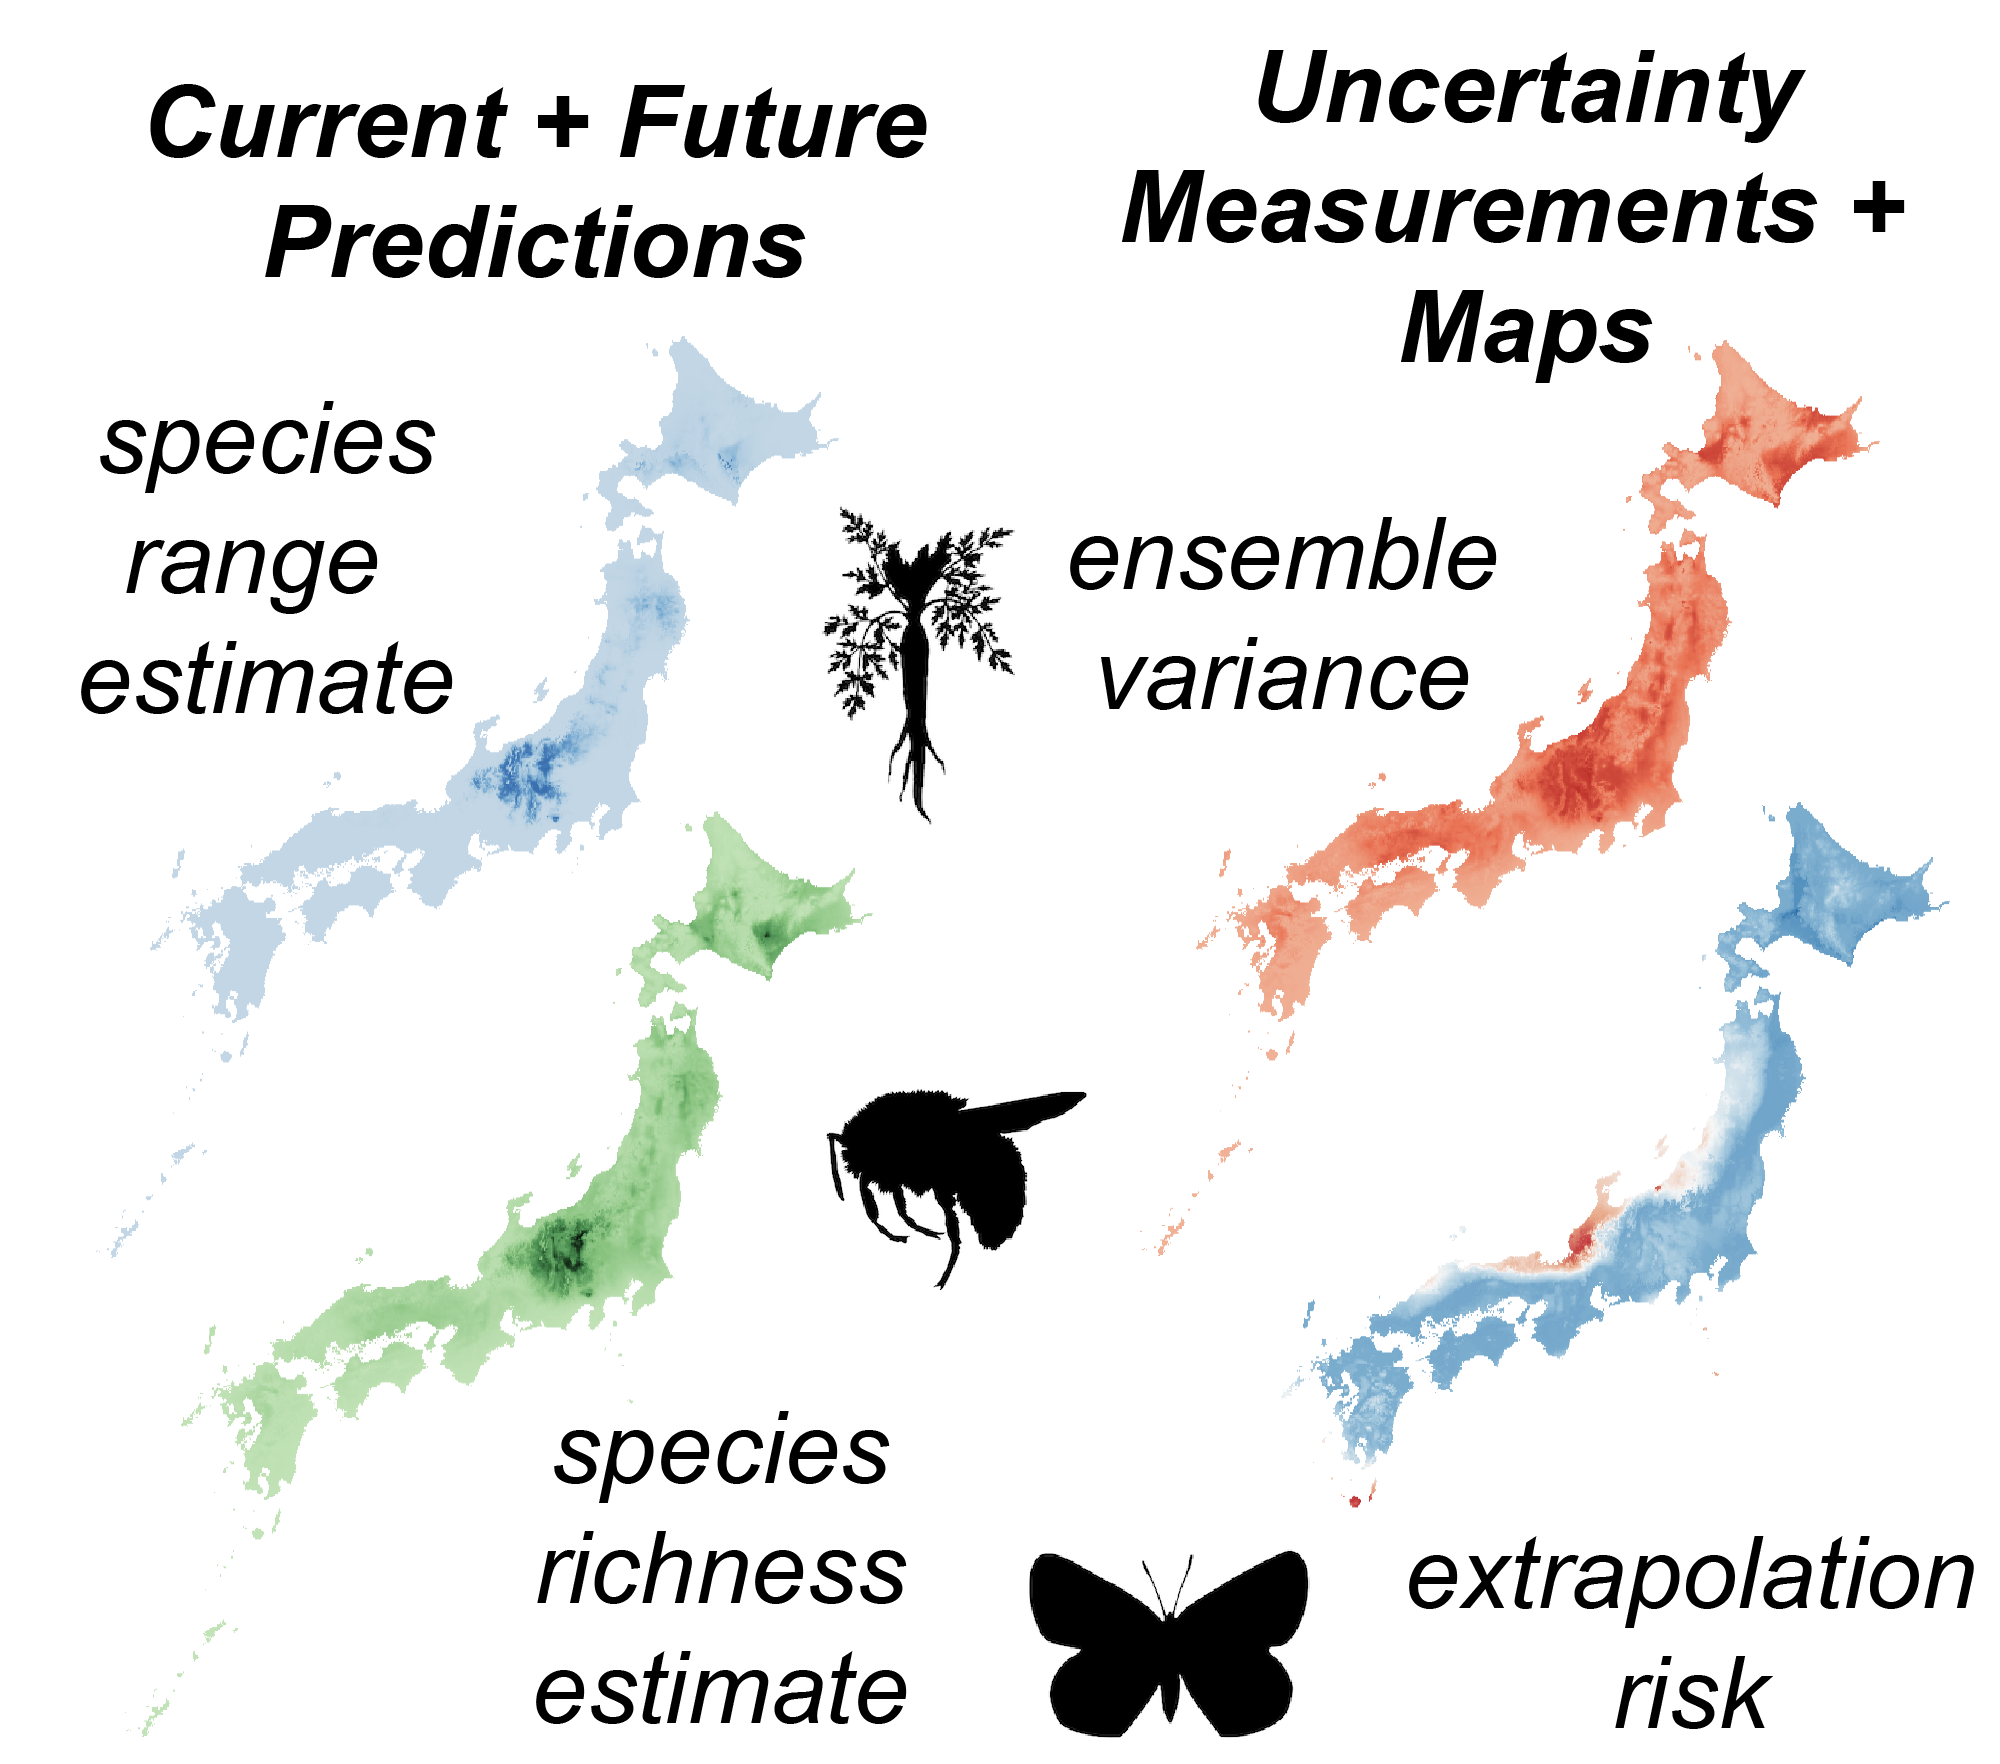 Current + Future
Predictions
species
range
estimate
species
richness
estimate
Uncertainty
Measurements +
Maps
ensemble
variance
extrapolation
risk